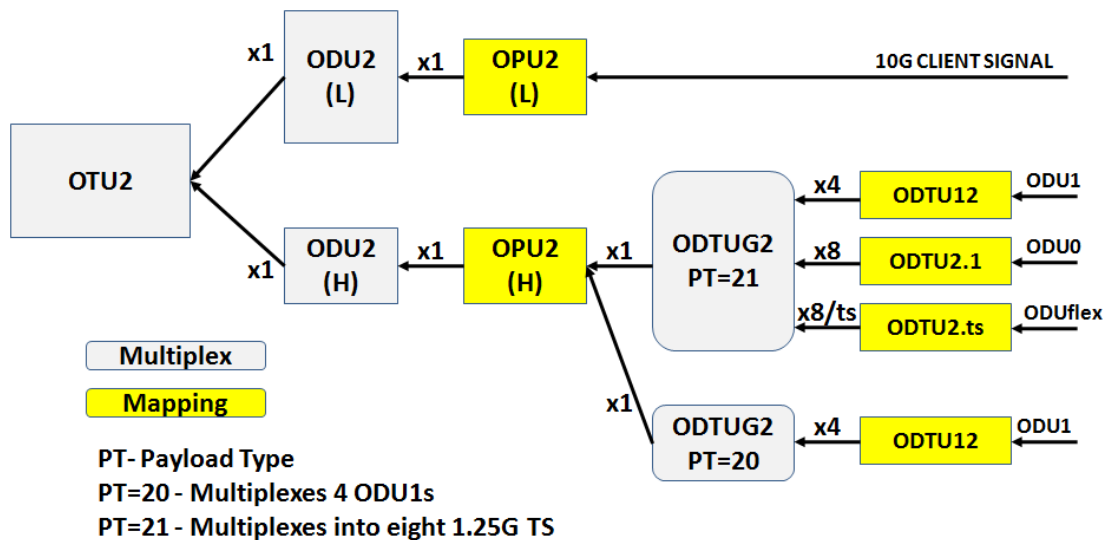 x1
ODU2
(L)
x1
OPU2
(L)
10G CLIENT SIGNAL
OTU2
x1
ODU2
(H)
x1
OPU2
(H)
x1
ODTUG2
PT=21
x4
ODTU12
ODU1
x8
ODTU2.1
ODU0
x8/ts
ODTU2.ts
ODUflex
x1
ODTUG2
PT=20
x4
ODTU12
ODU1
Multiplex
Mapping
PT- Payload Type
PT=20 - Multiplexes 4 ODU1s
PT=21 - Multiplexes into eight 1.25G TS